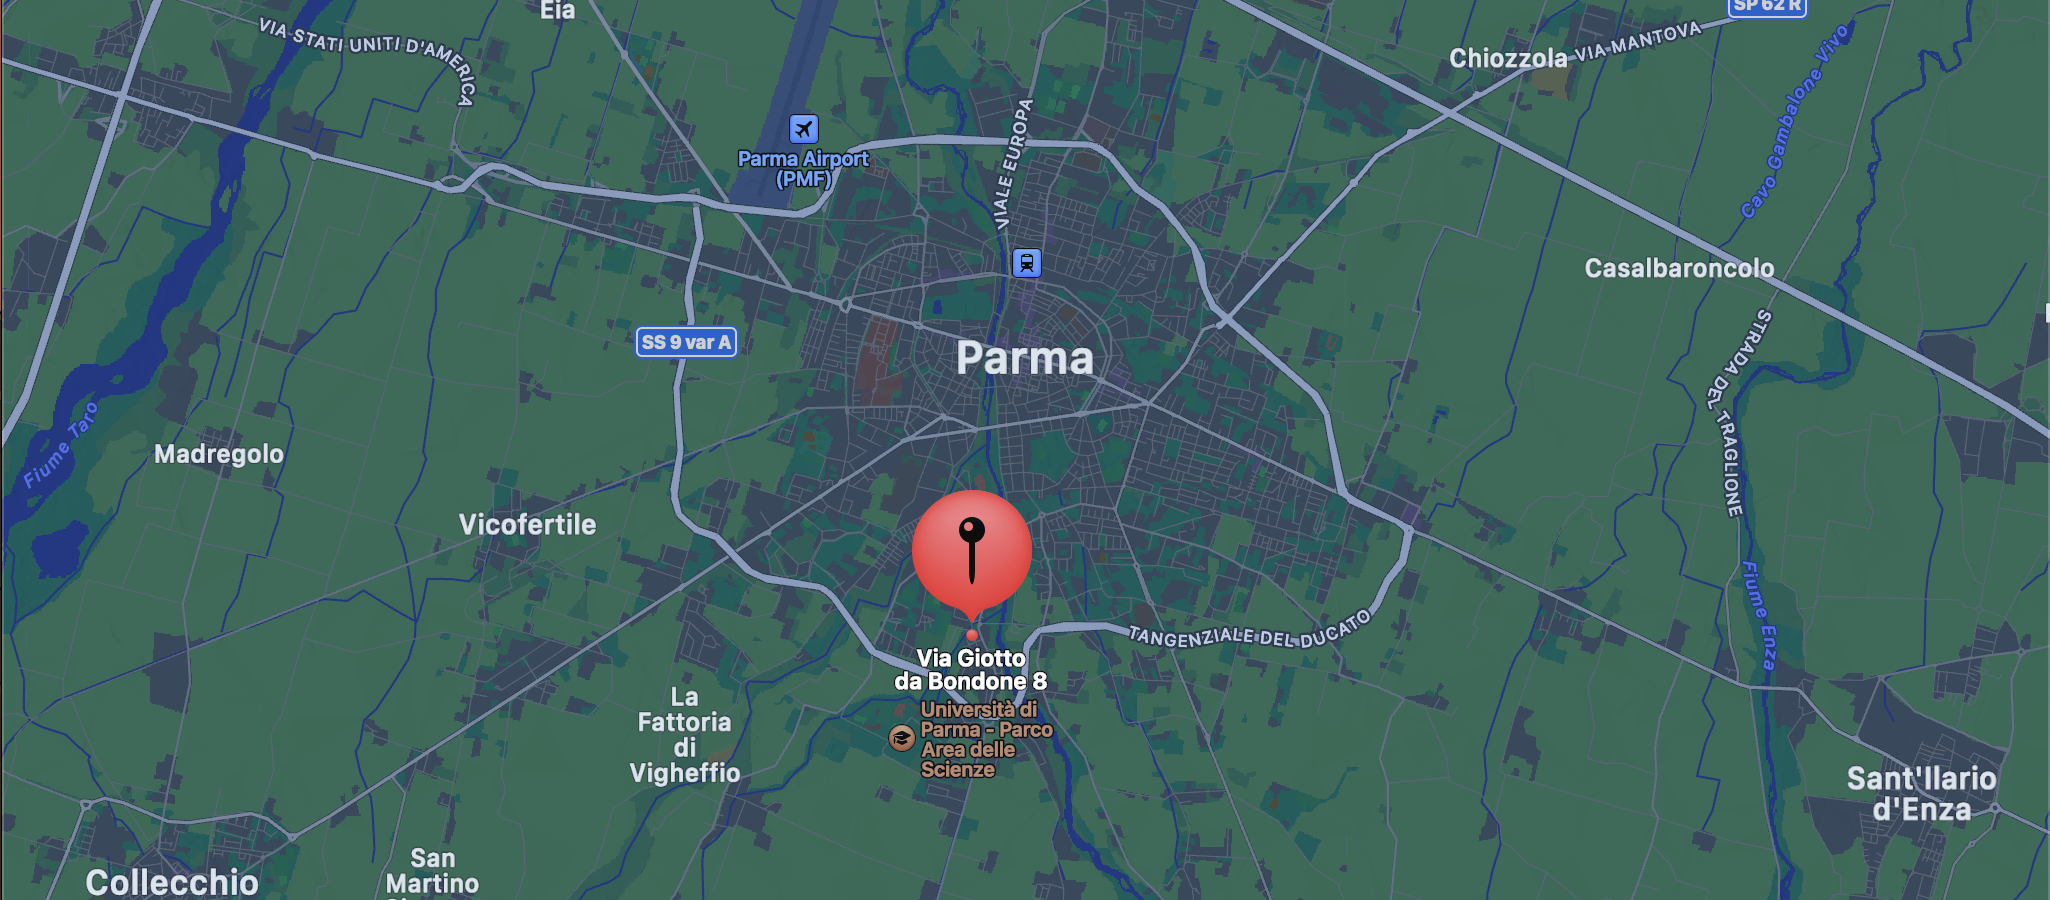 Eia
SP 62 R
VIA STATI UNITI D'AMERICA
Chiozzola
VIA MANTOVA
Cavo Gambalone Vivo
VIALE EUROPA
Parma Airport
(PMF)
Casalbaroncolo
SS 9 var A
Parma
STRADA DEL TRAGLIONE
Fiume Taro
Madregolo
Vicofertile
Fiume Enza
TANGENZIALE DEL DUCATO
Via Giotto
da Bondone 8
La
Fattoria
di
Vigheffio
Università di
Parma - Parco
Area delle
Scienze
Sant'Ilario
d'Enza
Collecchio
San
Martino